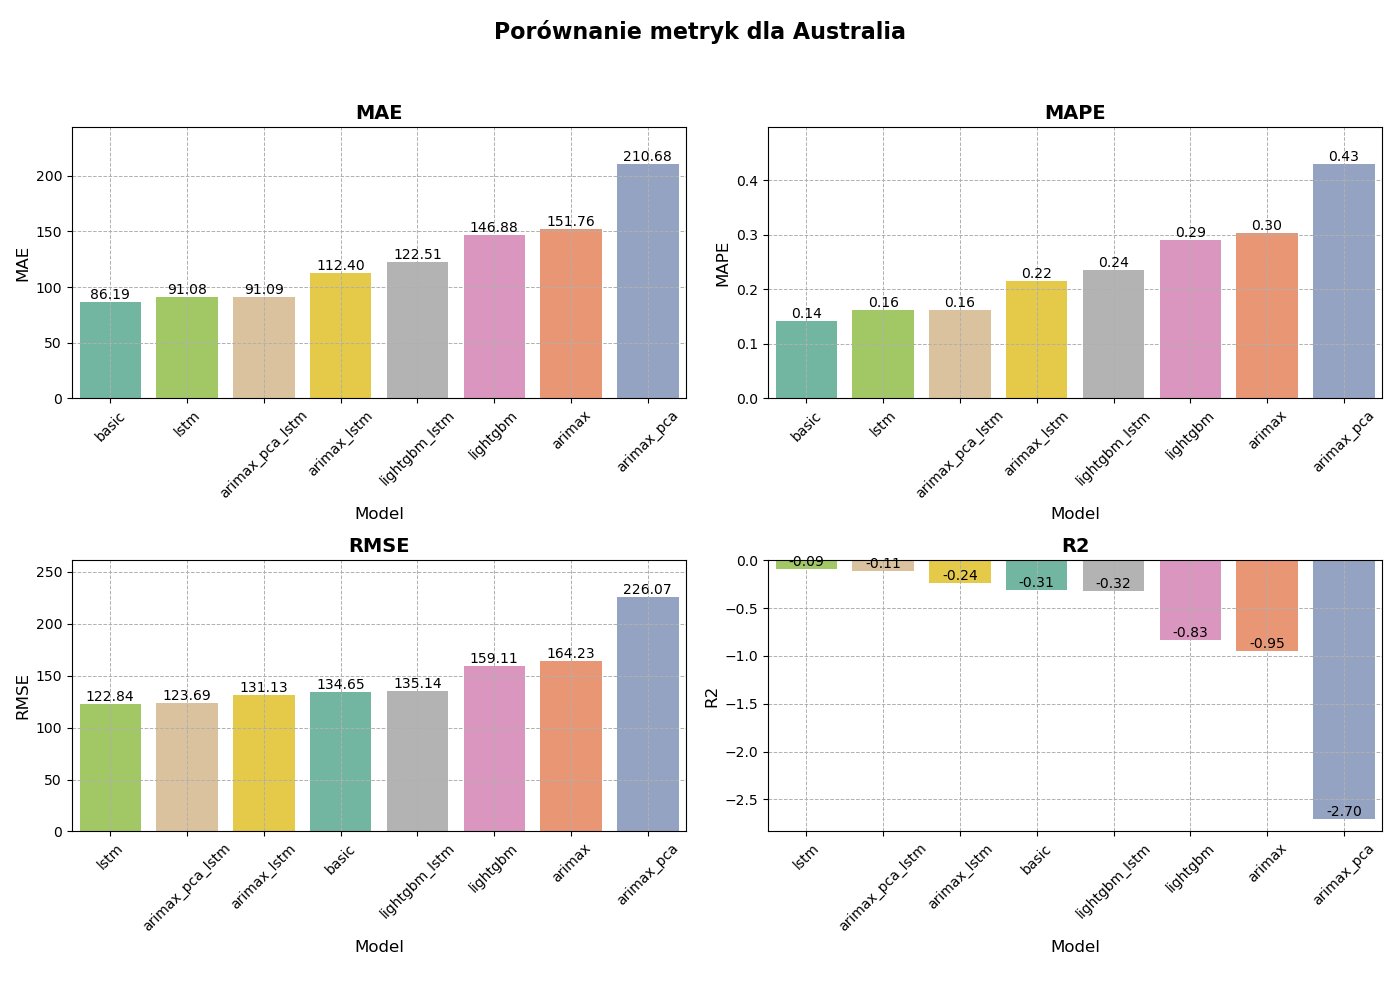 Porównanie metryk dla Australia
MAE
MAE
200
150
100
50
0
86.19
91.08
91.09
112.40
122.51
146.88
151.76
210.68
basic
lstm
arimax_pca_lstm
arimax_lstm
lightgbm_lstm
lightgbm
arimax
arimax_pca
Model
MAPE
MAPE
0.4
0.3
0.2
0.1
0.0
0.14
0.16
0.16
0.22
0.24
0.29
0.30
0.43
basic
lstm
arimax_pca_lstm
arimax_lstm
lightgbm_lstm
lightgbm
arimax
arimax_pca
Model
RMSE
RMSE
250
200
150
100
50
0
122.84
123.69
131.13
134.65
135.14
159.11
164.23
226.07
lstm
arimax_pca_lstm
arimax_lstm
basic
lightgbm_lstm
lightgbm
arimax
arimax_pca
Model
R2
R2
0.0
−0.5
−1.0
−1.5
−2.0
−2.5
-0.09
-0.11
-0.24
-0.31
-0.32
-0.83
-0.95
-2.70
lstm
arimax_pca_lstm
arimax_lstm
basic
lightgbm_lstm
lightgbm
arimax
arimax_pca
Model